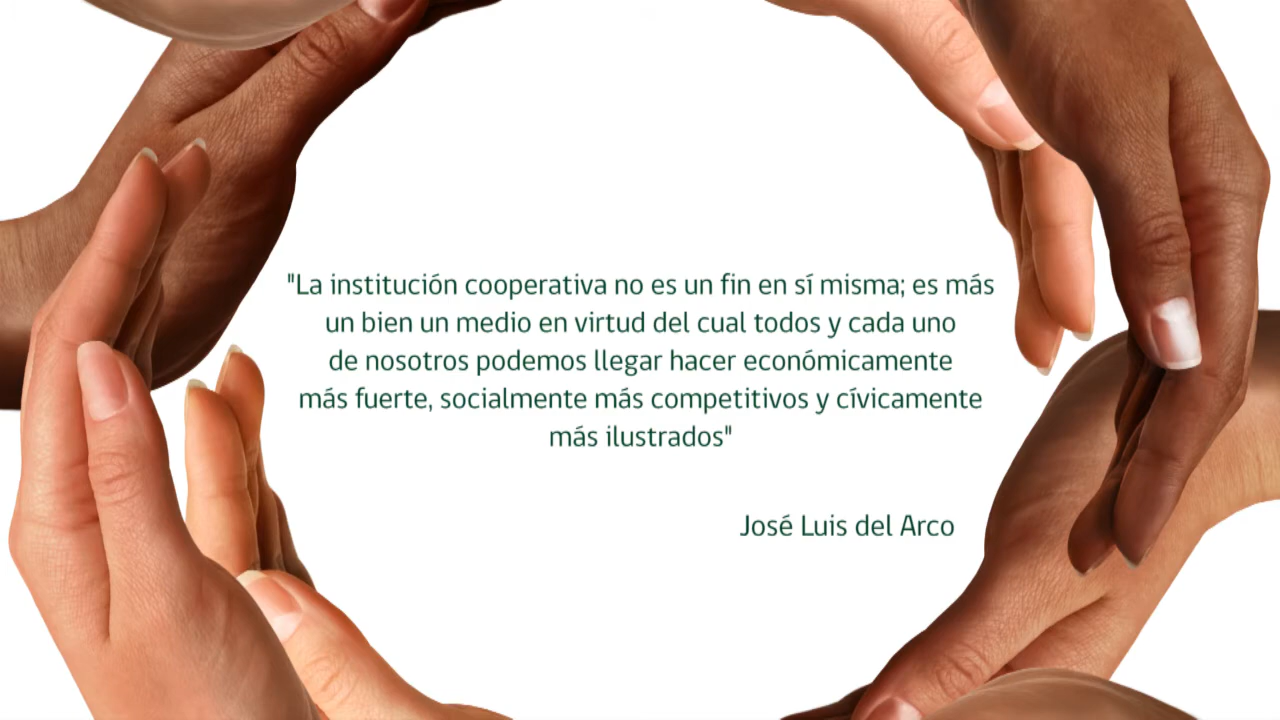 "La institución cooperativa no es un fin en sí misma; es más
un bien un medio en virtud del cual todos y cada uno
de nosotros podemos llegar hacer económicamente
más fuerte, socialmente más competitivos y cívicamente
más ilustrados"
José Luis del Arco